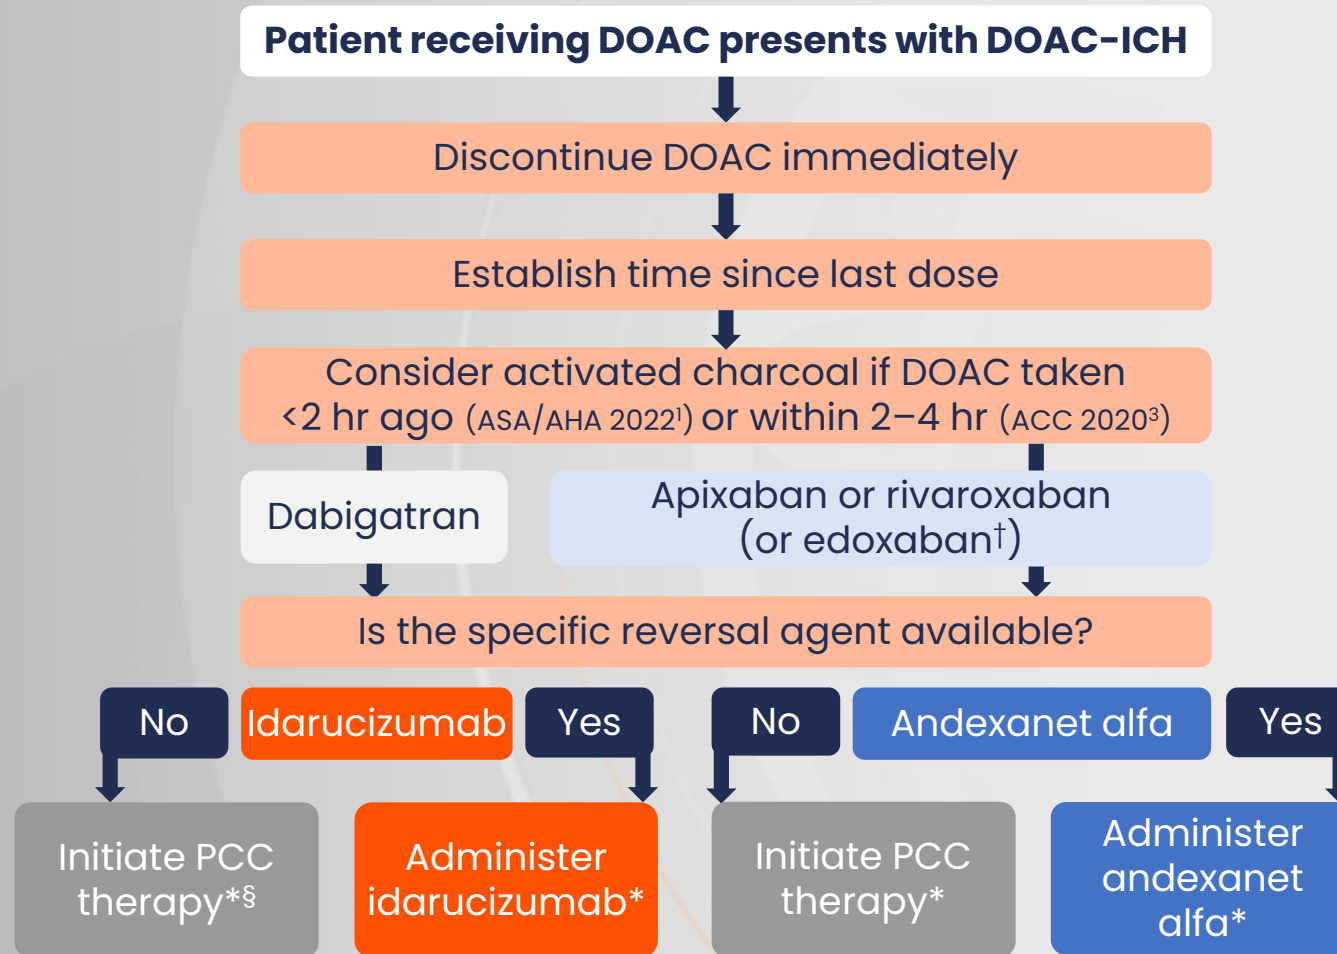 Patient receiving DOAC presents with DOAC-ICH
Discontinue DOAC immediately
Establish time since last dose
Consider activated charcoal if DOAC taken
<2 hr ago (ASA/AHA 2022¹) or within 2–4 hr (ACC 2020³)
Dabigatran
Apixaban or rivaroxaban
(or edoxaban†)
Is the specific reversal agent available?
No
Idarucizumab
Yes
No
Andexanet alfa
Yes
Initiate PCC
therapy*§
Administer
idarucizumab*
Initiate PCC
therapy*
Administer
andexanet
alfa*